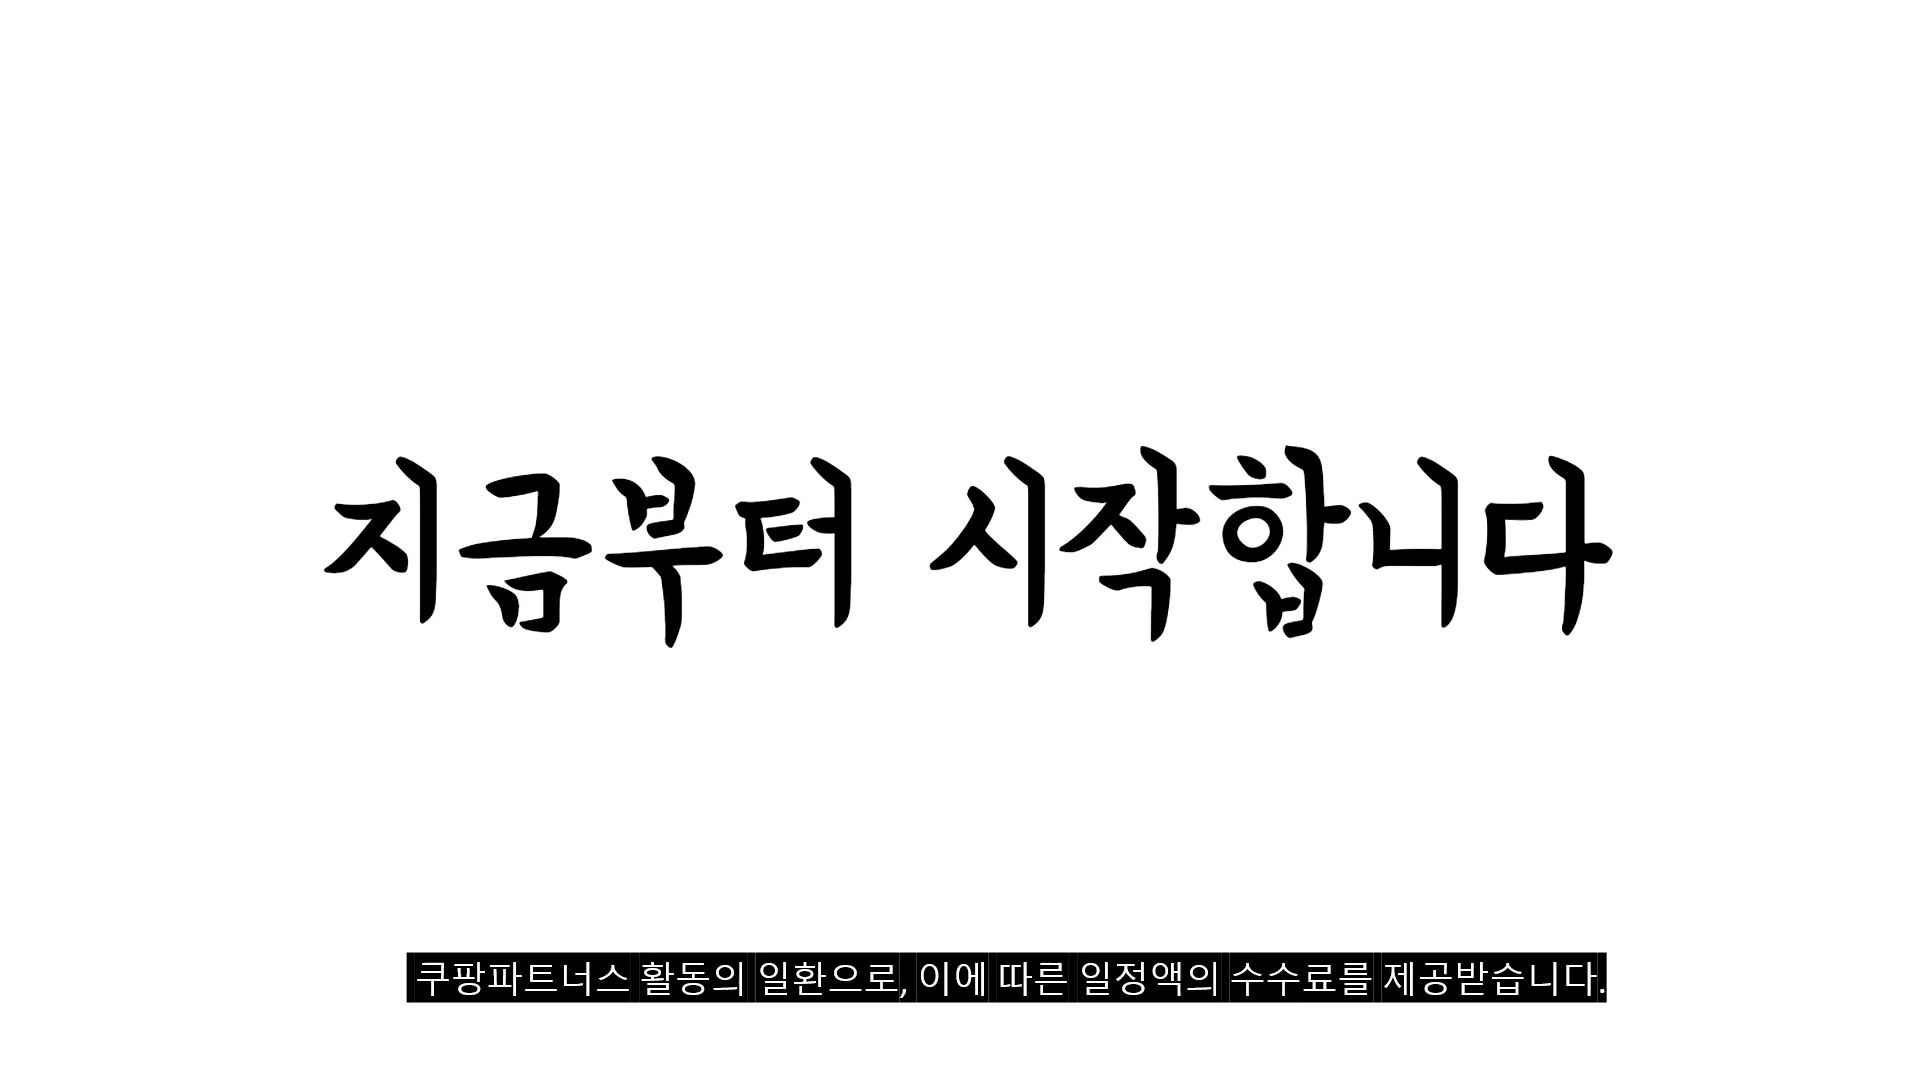 지금부터 시작합니다
쿠팡파트너스 활동의 일환으로, 이에 따른 일정액의 수수료를 제공받습니다.